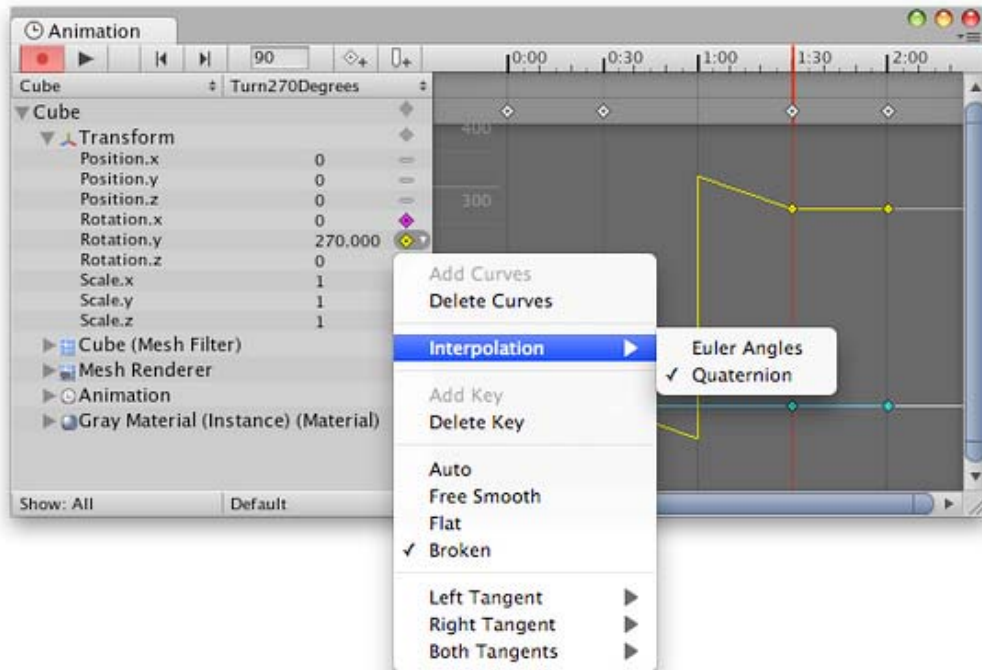 Animation
90
0:00 0:30 1:00 1:30 2:00
Cube Turn270Degrees
Cube
400
Transform
Position.x 0
Position.y 0
Position.z 0
300
Rotation.x 0
Rotation.y 270.000
Rotation.z 0
Scale.x 1
Scale.y 1
Scale.z 1
Cube (Mesh Filter)
Mesh Renderer
Animation
Gray Material (Instance) (Material)
Show: All Default
Add Curves
Delete Curves
Interpolation
Euler Angles
✓ Quaternion
Add Key
Delete Key
Auto
Free Smooth
Flat
✓ Broken
Left Tangent
Right Tangent
Both Tangents